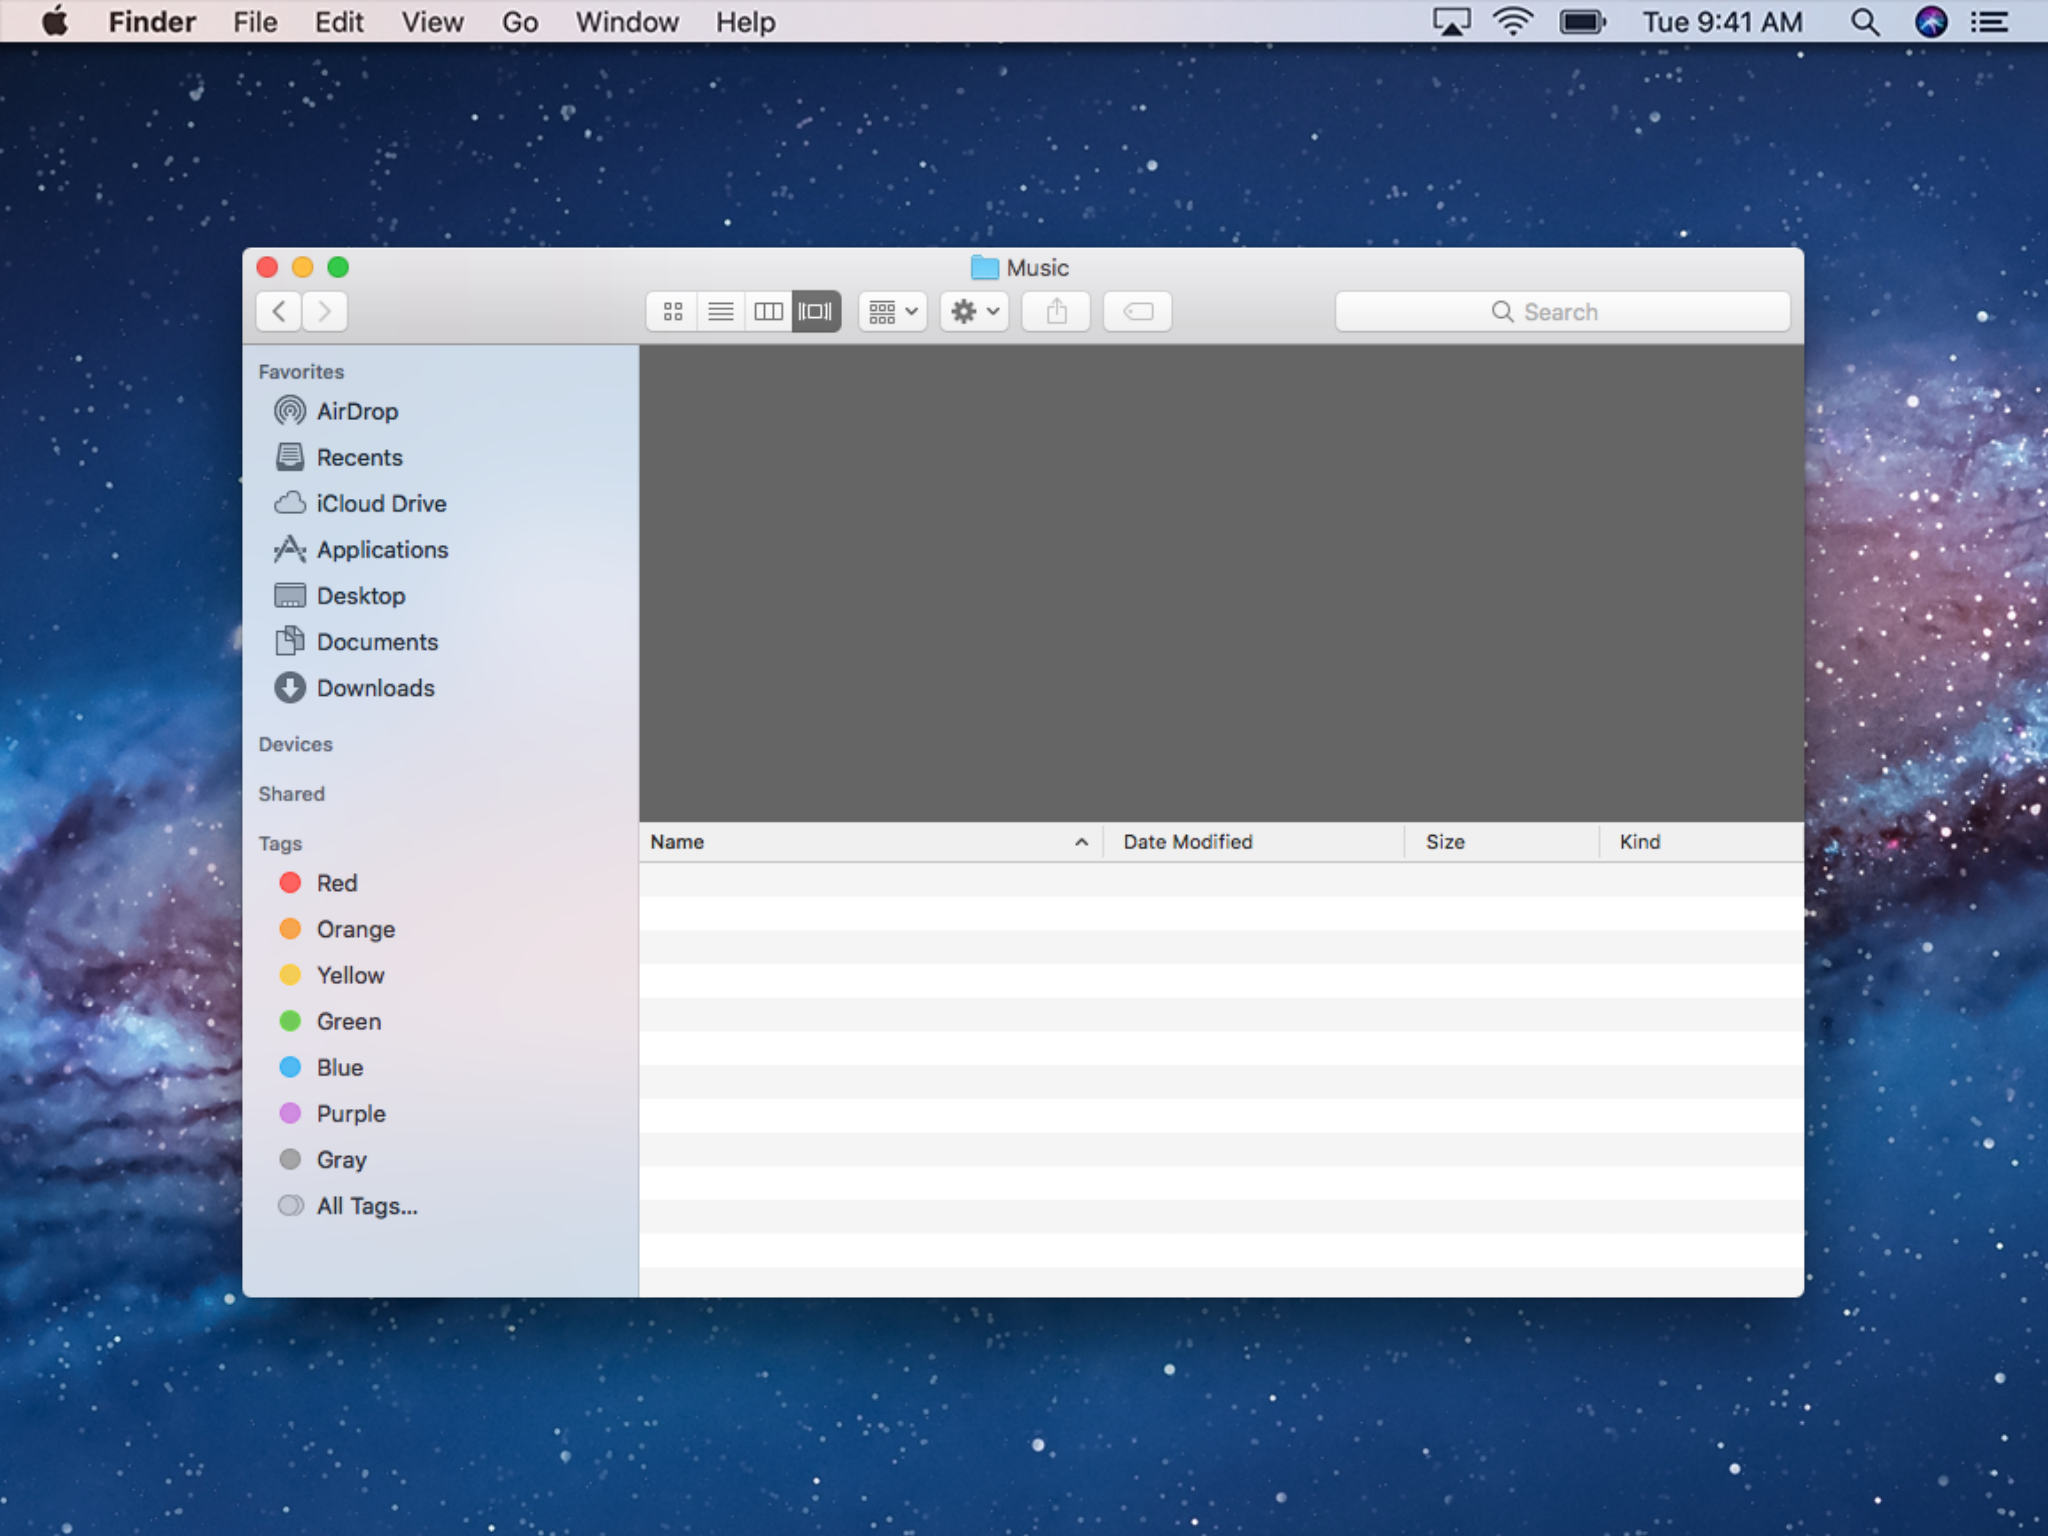 Finder File Edit View Go Window Help Tue 9:41 AM
Music
Search
Favorites
AirDrop
Recents
iCloud Drive
Applications
Desktop
Documents
Downloads
Devices
Shared
Tags
Red
Orange
Yellow
Green
Blue
Purple
Gray
All Tags...
Name Date Modified Size Kind